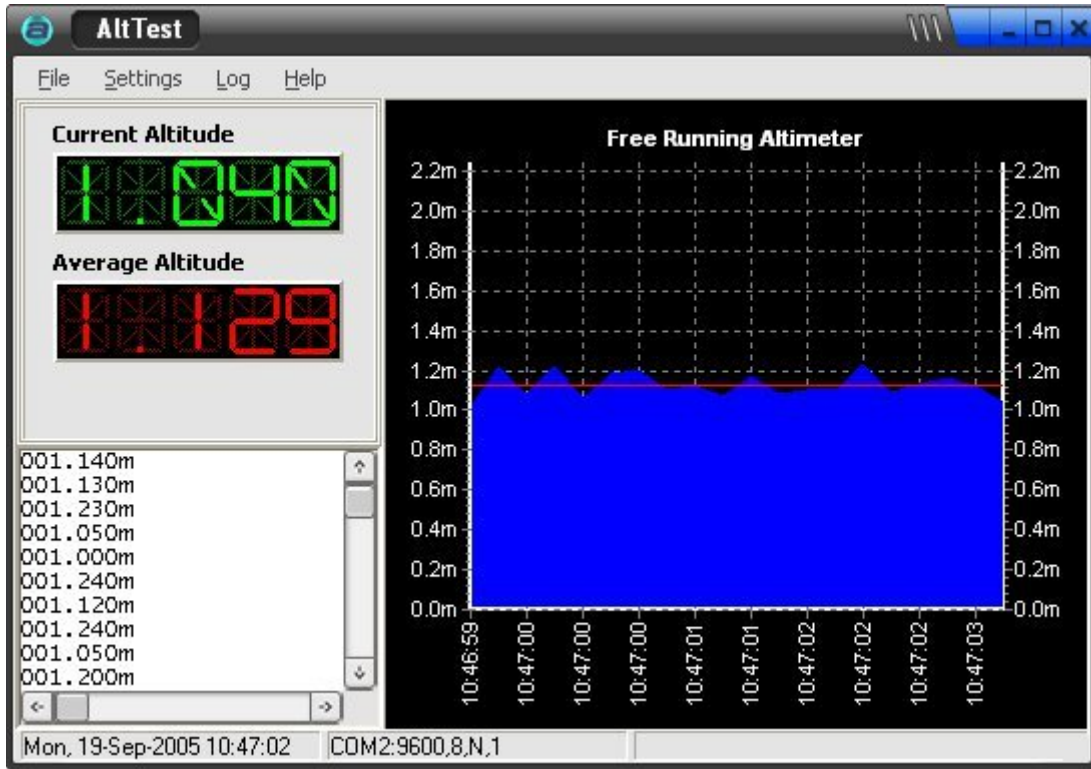 AltTest
File Settings Log Help
Current Altitude
1.040
Average Altitude
1.129
001.140m
001.130m
001.230m
001.050m
001.000m
001.240m
001.120m
001.240m
001.050m
001.200m
Free Running Altimeter
2.2m 2.2m
2.0m 2.0m
1.8m 1.8m
1.6m 1.6m
1.4m 1.4m
1.2m 1.2m
1.0m 1.0m
0.8m 0.8m
0.6m 0.6m
0.4m 0.4m
0.2m 0.2m
0.0m 0.0m
10:46:59 10:47:00 10:47:00 10:47:00 10:47:01 10:47:01 10:47:02 10:47:02 10:47:02 10:47:03
Mon, 19-Sep-2005 10:47:02 COM2:9600,8,N,1